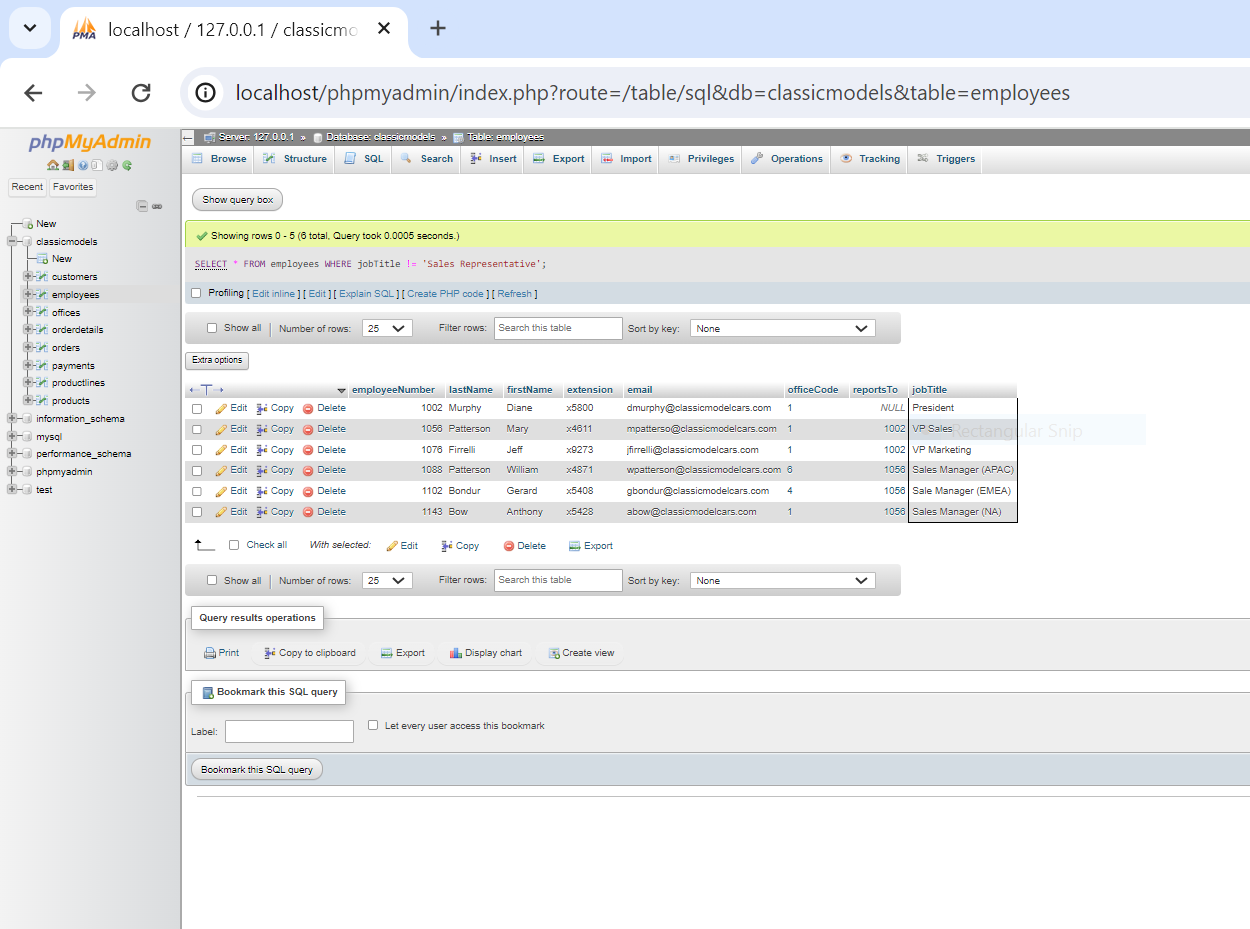 localhost / 127.0.0.1 / classicmo
localhost/phpmyadmin/index.php?route=/table/sql&db=classicmodels&table=employees
phpMyAdmin
Recent Favorites
New
classicmodels
New
customers
employees
offices
orderdetails
orders
payments
productlines
products
information_schema
mysql
performance_schema
phpmyadmin
test
Server: 127.0.0.1 » Database: classicmodels » Table: employees
Browse Structure SQL Search Insert Export Import Privileges Operations Tracking Triggers
Show query box
Showing rows 0 - 5 (6 total, Query took 0.0005 seconds.)
SELECT * FROM employees WHERE jobTitle != 'Sales Representative';
Profiling [ Edit inline ] [ Edit ] [ Explain SQL ] [ Create PHP code ] [ Refresh ]
Show all Number of rows: 25 Filter rows: Search this table Sort by key: None
Extra options
←T→ employeeNumber lastName firstName extension email officeCode reportsTo jobTitle
Edit Copy Delete 1002 Murphy Diane x5800 dmurphy@classicmodelcars.com 1 NULL President
Edit Copy Delete 1056 Patterson Mary x4611 mpatterso@classicmodelcars.com 1 1002 VP Sales
Rectangular Snip
Edit Copy Delete 1076 Firrelli Jeff x9273 jfirrelli@classicmodelcars.com 1 1002 VP Marketing
Edit Copy Delete 1088 Patterson William x4871 wpatterson@classicmodelcars.com 6 1056 Sales Manager (APAC)
Edit Copy Delete 1102 Bondur Gerard x5408 gbondur@classicmodelcars.com 4 1056 Sale Manager (EMEA)
Edit Copy Delete 1143 Bow Anthony x5428 abow@classicmodelcars.com 1 1056 Sales Manager (NA)
Check all With selected: Edit Copy Delete Export
Show all Number of rows: 25 Filter rows: Search this table Sort by key: None
Query results operations
Print Copy to clipboard Export Display chart Create view
Bookmark this SQL query
Label: Let every user access this bookmark
Bookmark this SQL query